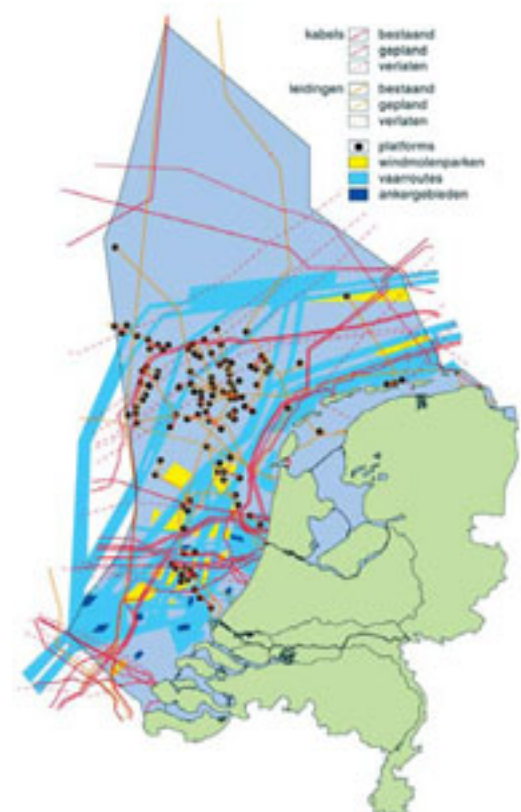 kabels bestaand
gepland
verlaten
leidingen bestaand
gepland
verlaten
platforms
windmolenparken
vaarroutes
ankergebieden